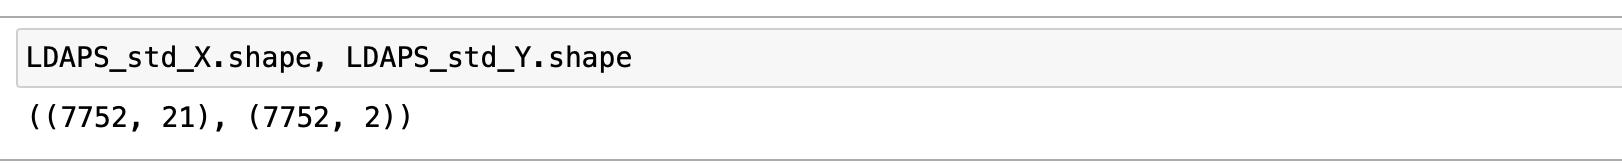 LDAPS_std_X.shape, LDAPS_std_Y.shape
((7752, 21), (7752, 2))